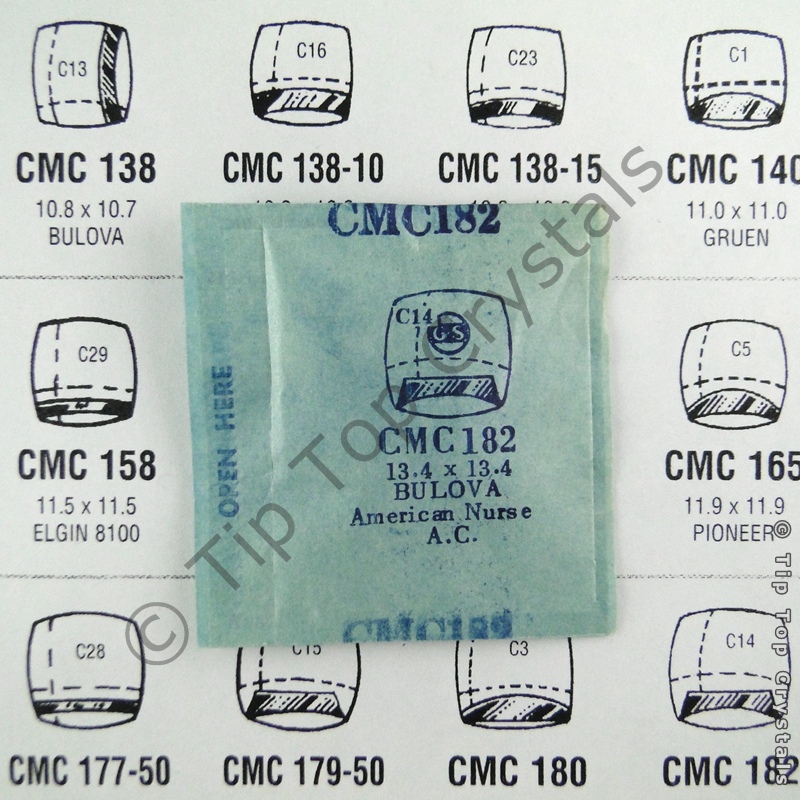 C13
C16
C23
C1
CMC 138
CMC 138-10
CMC 138-15
CMC 140
10.8 x 10.7
11.0 x 11.0
BULOVA
GRUEN
CMC182
C14
GS
OPEN HERE
CMC182
13.4 x 13.4
BULOVA
American Nurse
A.C.
CMC182
C29
C5
CMC 158
CMC 165
11.5 x 11.5
11.9 x 11.9
ELGIN 8100
PIONEER
C28
C15
C3
C14
CMC 177-50
CMC 179-50
CMC 180
CMC 182
© Tip Top Crystals
© Tip Top Crystals